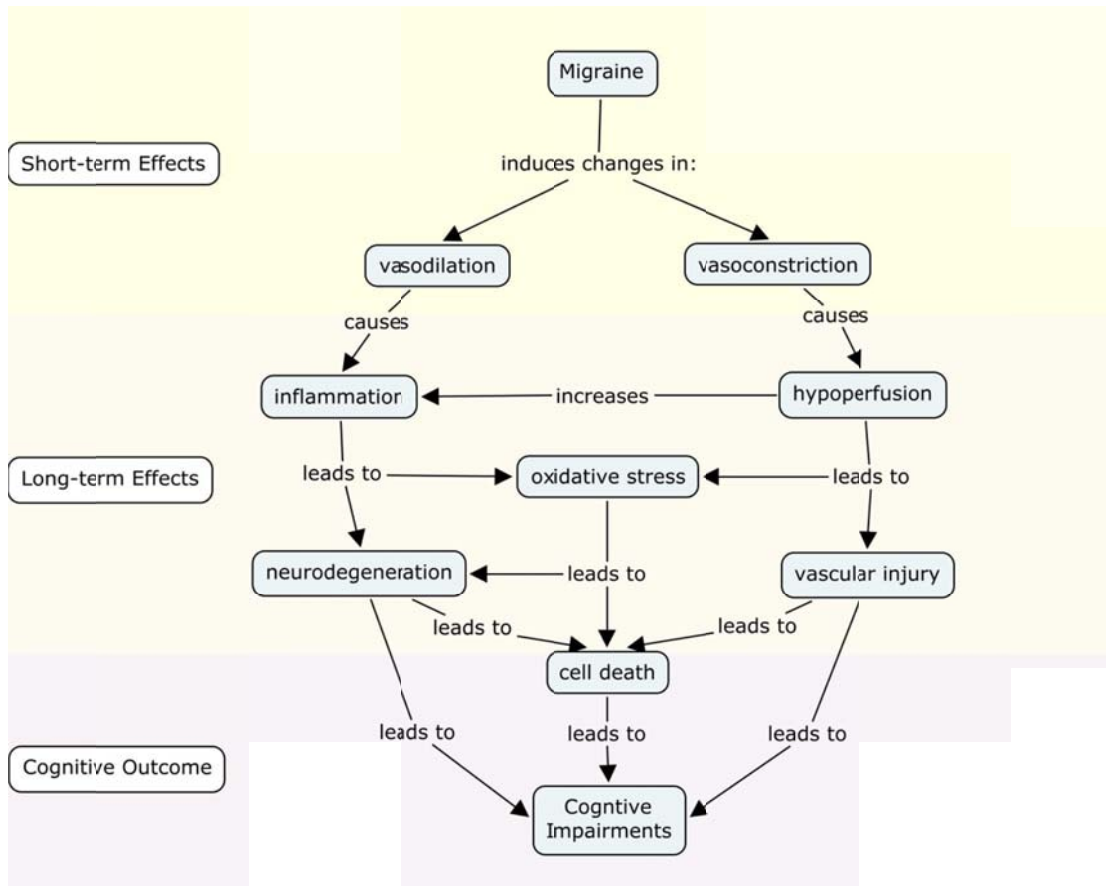 Migraine
Short-term Effects
induces changes in:
vasodilation
vasoconstriction
causes
causes
inflammation
increases
hypoperfusion
Long-term Effects
leads to
oxidative stress
leads to
neurodegeneration
leads to
vascular injury
leads to
leads to
cell death
leads to
leads to
leads to
Cognitive Outcome
Cogntive
Impairments